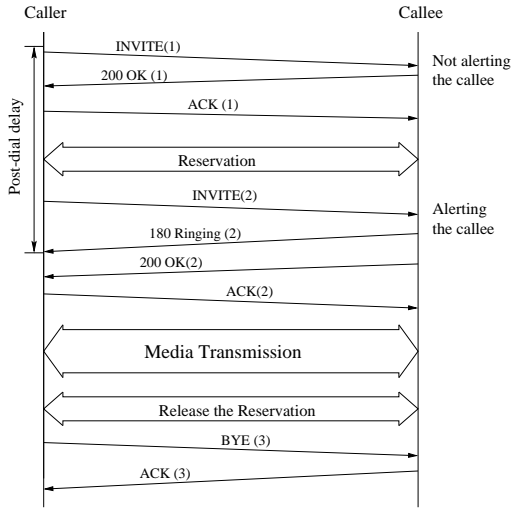 Caller
Callee
INVITE(1)
Not alerting
the callee
200 OK (1)
ACK (1)
Post-dial delay
Reservation
INVITE(2)
Alerting
the callee
180 Ringing (2)
200 OK(2)
ACK(2)
Media Transmission
Release the Reservation
BYE (3)
ACK (3)